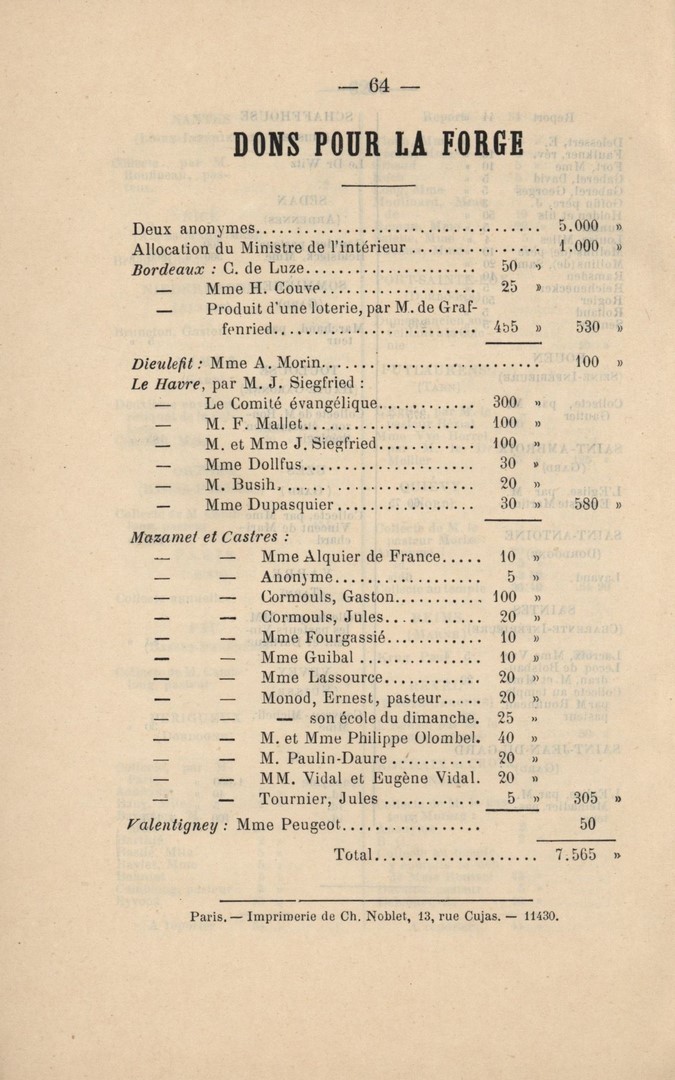 — 64 —
DONS POUR LA FORGE
Deux anonymes.................................... 5.000 »
Allocation du Ministre de l'intérieur ................ 1.000 »
Bordeaux : C. de Luze...................... 50 »
— Mme H. Couve.................... 25 »
— Produit d'une loterie, par M. de Graf-
fenried.......................... 455 » 530 »
Dieulefit : Mme A. Morin........................... 100 »
Le Havre, par M. J. Siegfried :
— Le Comité évangélique............ 300 »
— M. F. Mallet...................... 100 »
— M. et Mme J. Siegfried............ 100 »
— Mme Dollfus...................... 30 »
— M. Busih......................... 20 »
— Mme Dupasquier.................. 30 » 580 »
Mazamet et Castres :
— — Mme Alquier de France..... 10 »
— — Anonyme................... 5 »
— — Cormouls, Gaston........... 100 »
— — Cormouls, Jules............ 20 »
— — Mme Fourgassié............ 10 »
— — Mme Guibal ............... 10 »
— — Mme Lassource............ 20 »
— — Monod, Ernest, pasteur..... 20 »
— — — son école du dimanche. 25 »
— — M. et Mme Philippe Olombel. 40 »
— — M. Paulin-Daure ........... 20 »
— — MM. Vidal et Eugène Vidal. 20 »
— — Tournier, Jules ............ 5 » 305 »
Valentigney : Mme Peugeot................. 50
Total..................... 7.565 »
Paris. — Imprimerie de Ch. Noblet, 13, rue Cujas. — 11430.